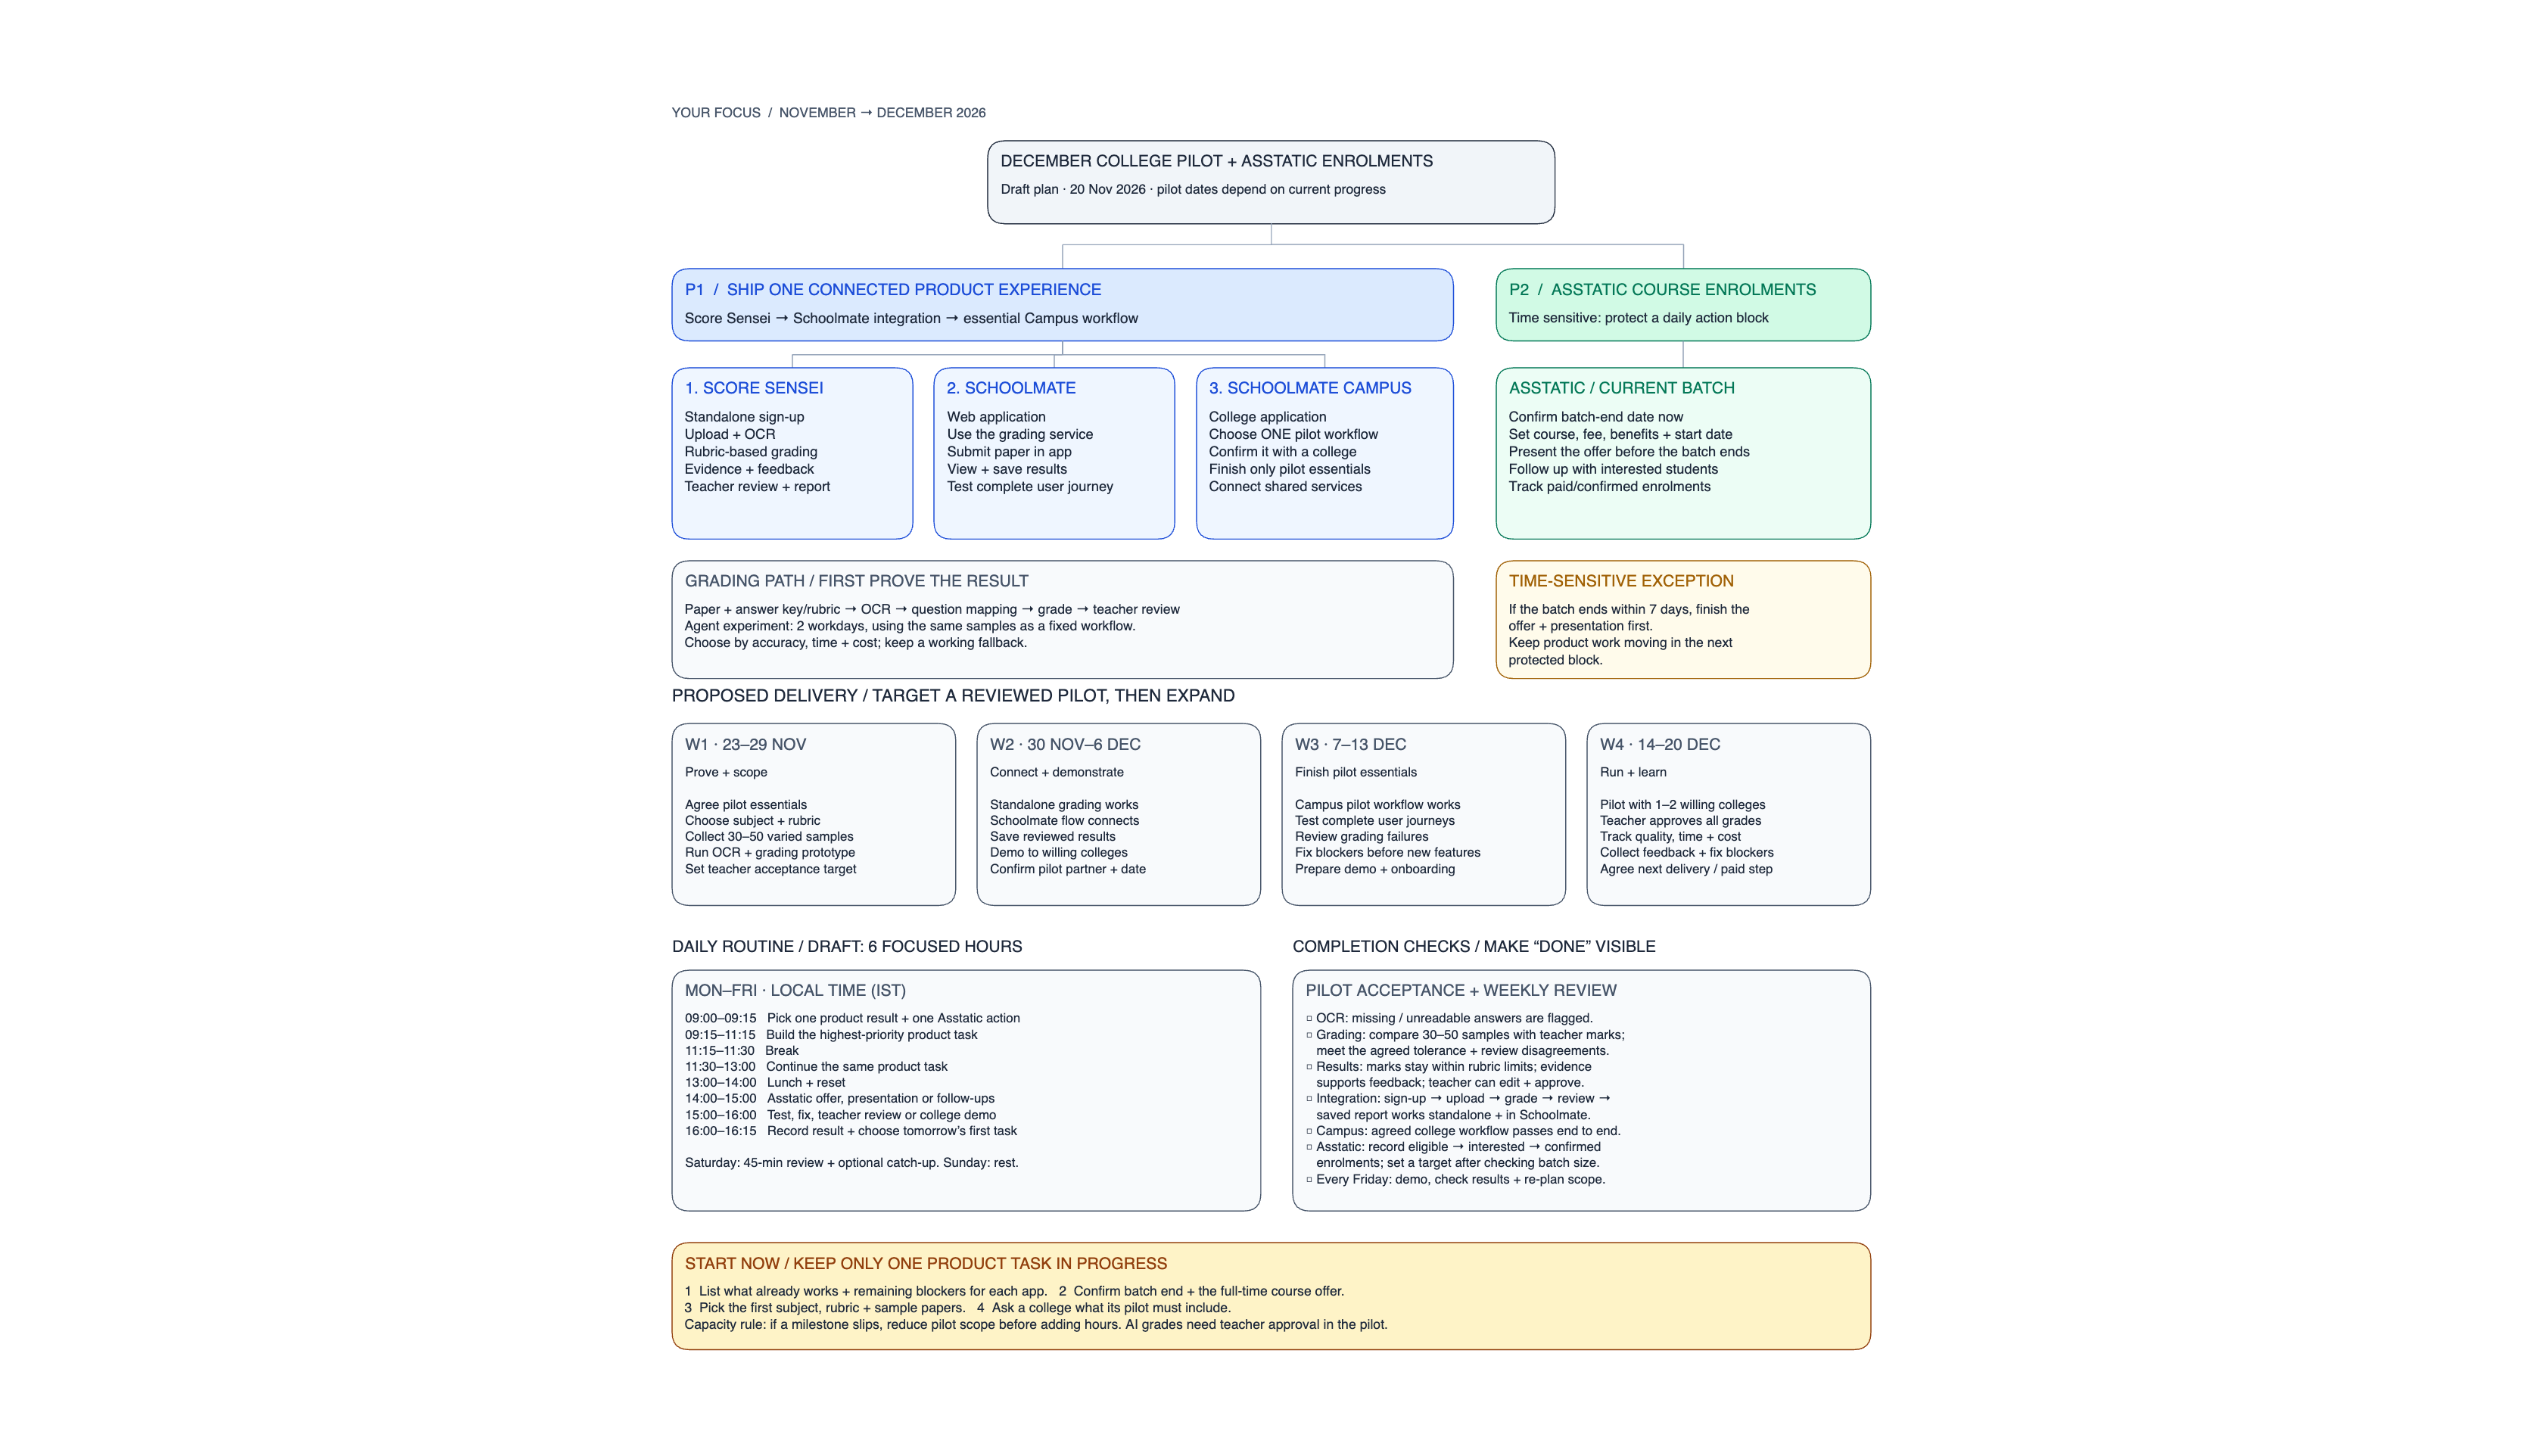 YOUR FOCUS / NOVEMBER → DECEMBER 2026
DECEMBER COLLEGE PILOT + ASSTATIC ENROLMENTS
Draft plan · 20 Nov 2026 · pilot dates depend on current progress
P1 / SHIP ONE CONNECTED PRODUCT EXPERIENCE
Score Sensei → Schoolmate integration → essential Campus workflow
P2 / ASSTATIC COURSE ENROLMENTS
Time sensitive: protect a daily action block
1. SCORE SENSEI
Standalone sign-up
Upload + OCR
Rubric-based grading
Evidence + feedback
Teacher review + report
2. SCHOOLMATE
Web application
Use the grading service
Submit paper in app
View + save results
Test complete user journey
3. SCHOOLMATE CAMPUS
College application
Choose ONE pilot workflow
Confirm it with a college
Finish only pilot essentials
Connect shared services
ASSTATIC / CURRENT BATCH
Confirm batch-end date now
Set course, fee, benefits + start date
Present the offer before the batch ends
Follow up with interested students
Track paid/confirmed enrolments
GRADING PATH / FIRST PROVE THE RESULT
Paper + answer key/rubric → OCR → question mapping → grade → teacher review
Agent experiment: 2 workdays, using the same samples as a fixed workflow.
Choose by accuracy, time + cost; keep a working fallback.
TIME-SENSITIVE EXCEPTION
If the batch ends within 7 days, finish the
offer + presentation first.
Keep product work moving in the next
protected block.
PROPOSED DELIVERY / TARGET A REVIEWED PILOT, THEN EXPAND
W1 · 23–29 NOV
Prove + scope
Agree pilot essentials
Choose subject + rubric
Collect 30–50 varied samples
Run OCR + grading prototype
Set teacher acceptance target
W2 · 30 NOV–6 DEC
Connect + demonstrate
Standalone grading works
Schoolmate flow connects
Save reviewed results
Demo to willing colleges
Confirm pilot partner + date
W3 · 7–13 DEC
Finish pilot essentials
Campus pilot workflow works
Test complete user journeys
Review grading failures
Fix blockers before new features
Prepare demo + onboarding
W4 · 14–20 DEC
Run + learn
Pilot with 1–2 willing colleges
Teacher approves all grades
Track quality, time + cost
Collect feedback + fix blockers
Agree next delivery / paid step
DAILY ROUTINE / DRAFT: 6 FOCUSED HOURS
MON–FRI · LOCAL TIME (IST)
09:00–09:15 Pick one product result + one Asstatic action
09:15–11:15 Build the highest-priority product task
11:15–11:30 Break
11:30–13:00 Continue the same product task
13:00–14:00 Lunch + reset
14:00–15:00 Asstatic offer, presentation or follow-ups
15:00–16:00 Test, fix, teacher review or college demo
16:00–16:15 Record result + choose tomorrow’s first task
Saturday: 45-min review + optional catch-up. Sunday: rest.
COMPLETION CHECKS / MAKE “DONE” VISIBLE
PILOT ACCEPTANCE + WEEKLY REVIEW
▫ OCR: missing / unreadable answers are flagged.
▫ Grading: compare 30–50 samples with teacher marks;
meet the agreed tolerance + review disagreements.
▫ Results: marks stay within rubric limits; evidence
supports feedback; teacher can edit + approve.
▫ Integration: sign-up → upload → grade → review →
saved report works standalone + in Schoolmate.
▫ Campus: agreed college workflow passes end to end.
▫ Asstatic: record eligible → interested → confirmed
enrolments; set a target after checking batch size.
▫ Every Friday: demo, check results + re-plan scope.
START NOW / KEEP ONLY ONE PRODUCT TASK IN PROGRESS
1 List what already works + remaining blockers for each app. 2 Confirm batch end + the full-time course offer.
3 Pick the first subject, rubric + sample papers. 4 Ask a college what its pilot must include.
Capacity rule: if a milestone slips, reduce pilot scope before adding hours. AI grades need teacher approval in the pilot.